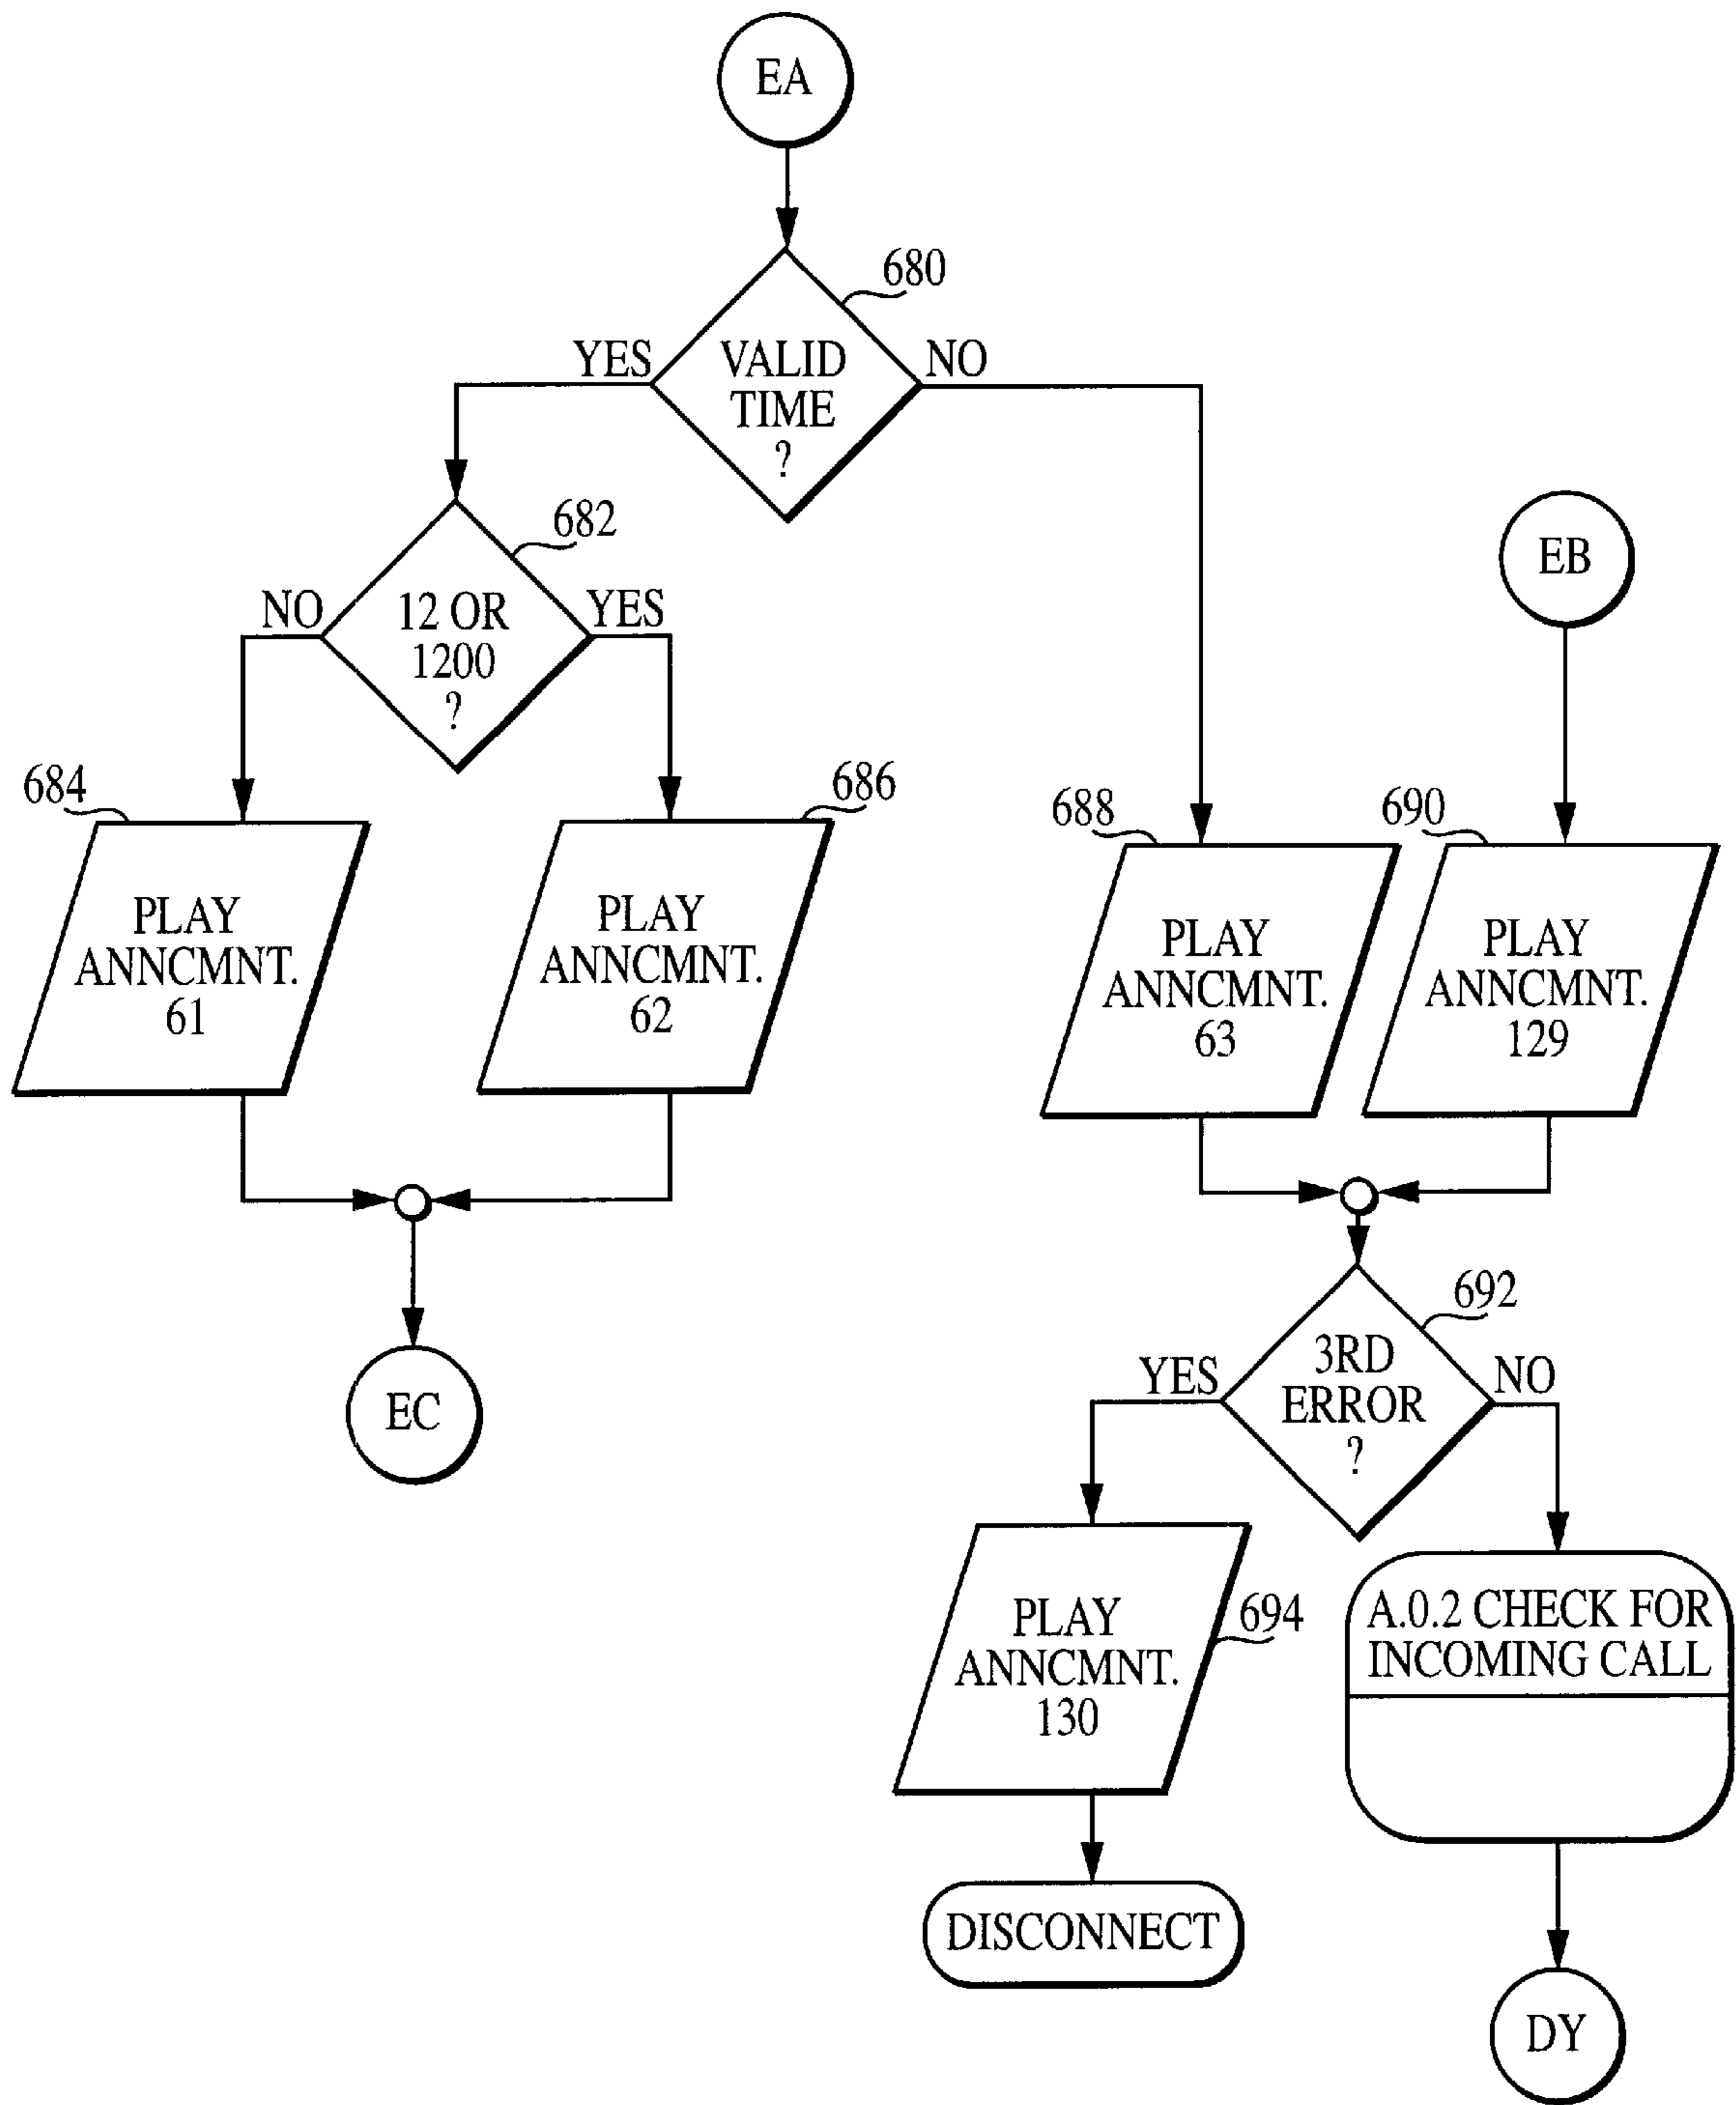 EA
680
YES
VALID
TIME
?
NO
682
NO
12 OR
1200
?
YES
EB
684
PLAY
ANNCMNT.
61
686
PLAY
ANNCMNT.
62
688
PLAY
ANNCMNT.
63
690
PLAY
ANNCMNT.
129
EC
692
YES
3RD
ERROR
?
NO
PLAY
ANNCMNT.
130
694
A.0.2 CHECK FOR
INCOMING CALL
DISCONNECT
DY